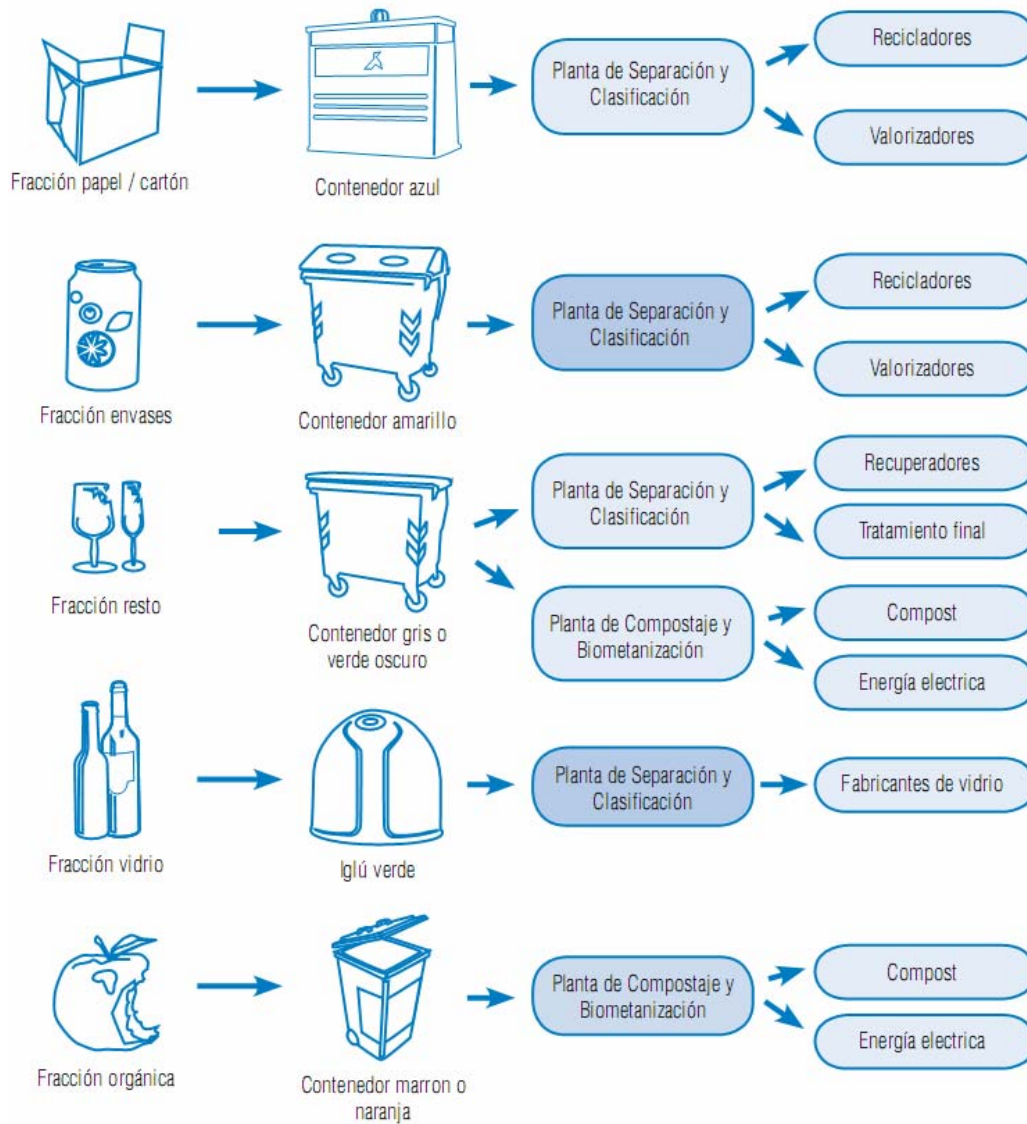 Fracción papel / cartón
Contenedor azul
Planta de Separación y
Clasificación
Recicladores
Valorizadores
Fracción envases
Contenedor amarillo
Planta de Separación y
Clasificación
Recicladores
Valorizadores
Fracción resto
Contenedor gris o
verde oscuro
Planta de Separación y
Clasificación
Recuperadores
Tratamiento final
Planta de Compostaje y
Biometanización
Compost
Energía electrica
Fracción vidrio
Iglú verde
Planta de Separación y
Clasificación
Fabricantes de vidrio
Fracción orgánica
Contenedor marron o
naranja
Planta de Compostaje y
Biometanización
Compost
Energía electrica